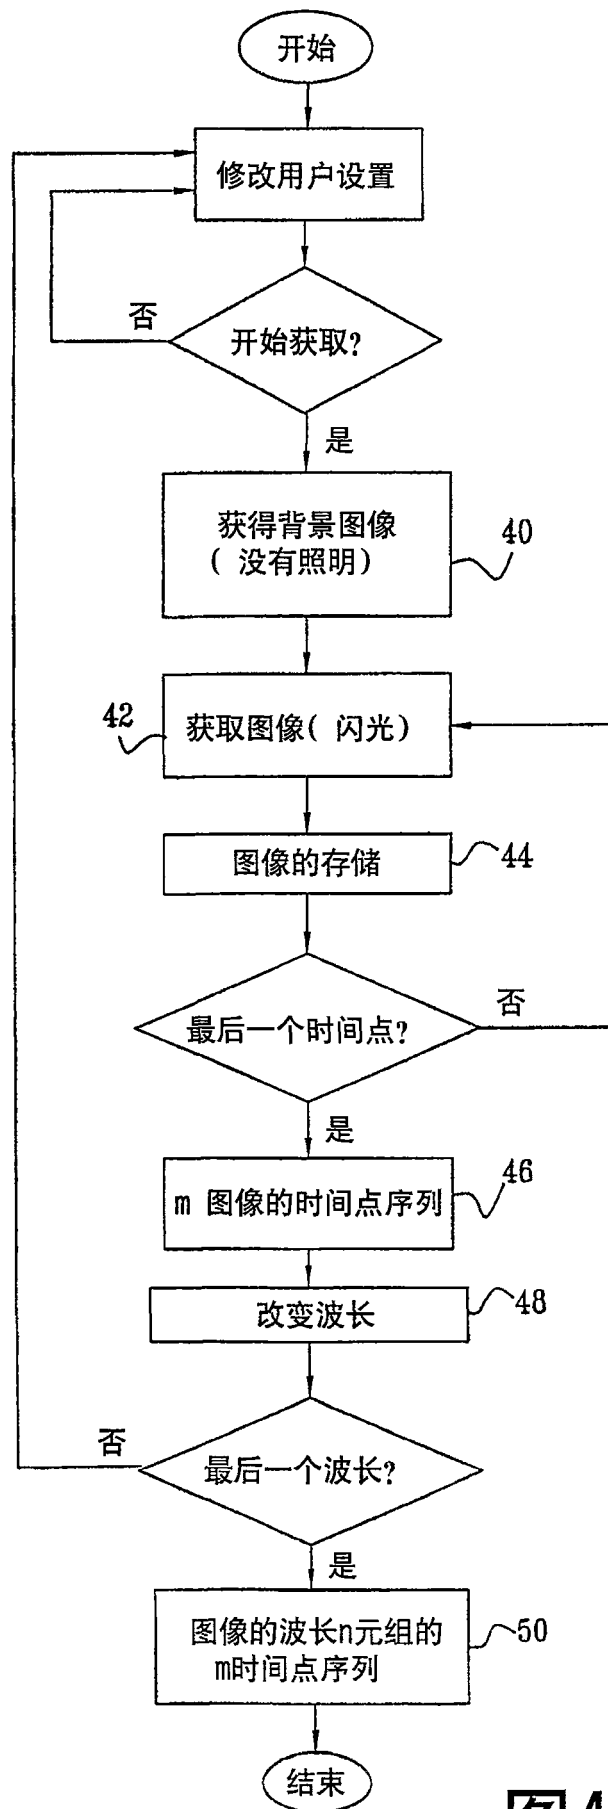 开始
修改用户设置
否
开始获取?
是
获得背景图像
( 没有照明)
40
42
获取图像( 闪光)
图像的存储
44
最后一个时间点?
否
是
m 图像的时间点序列
46
改变波长
48
否
最后一个波长?
是
图像的波长n元组的
m时间点序列
50
结束
图4